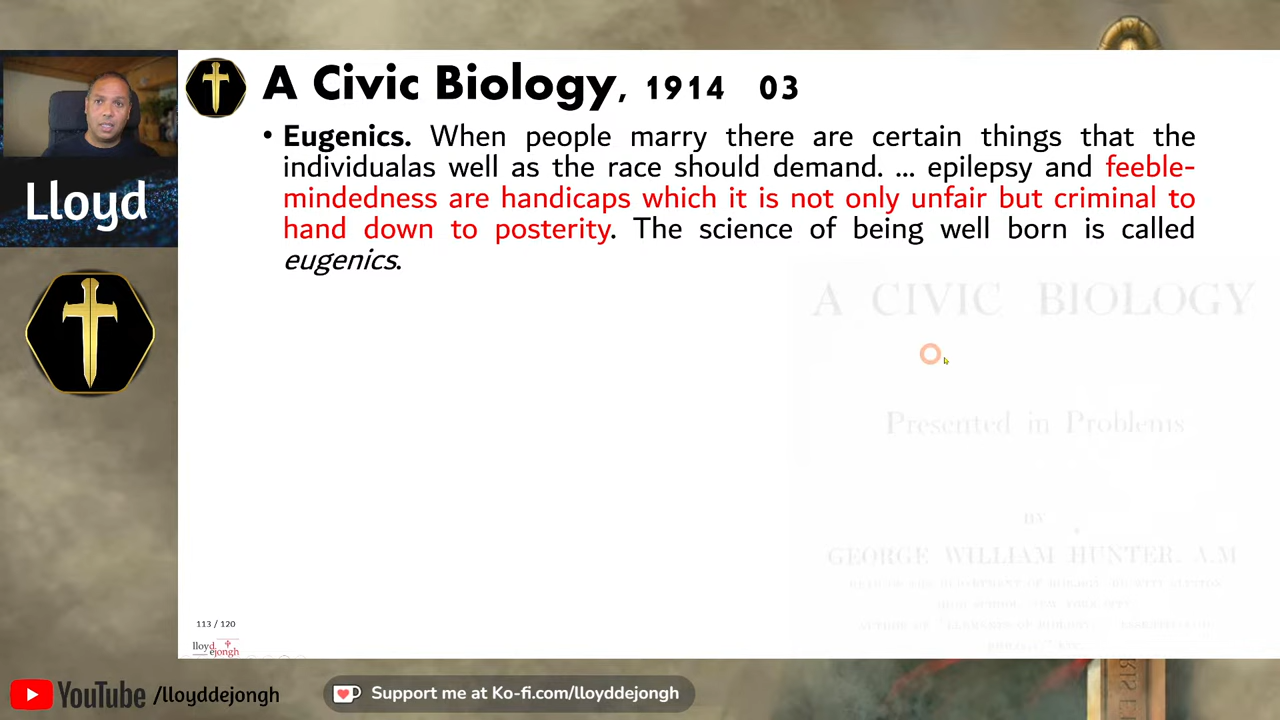 A Civic Biology, 1914 03
• Eugenics. When people marry there are certain things that the
individualas well as the race should demand. ... epilepsy and feeble-
mindedness are handicaps which it is not only unfair but criminal to
hand down to posterity. The science of being well born is called
eugenics.
Lloyd
A CIVIC BIOLOGY
Presented in Problems
BY
GEORGE WILLIAM HUNTER, A.M
113 / 120
lloyd
ejongh
YouTube /lloyddejongh
Support me at Ko-fi.com/lloyddejongh